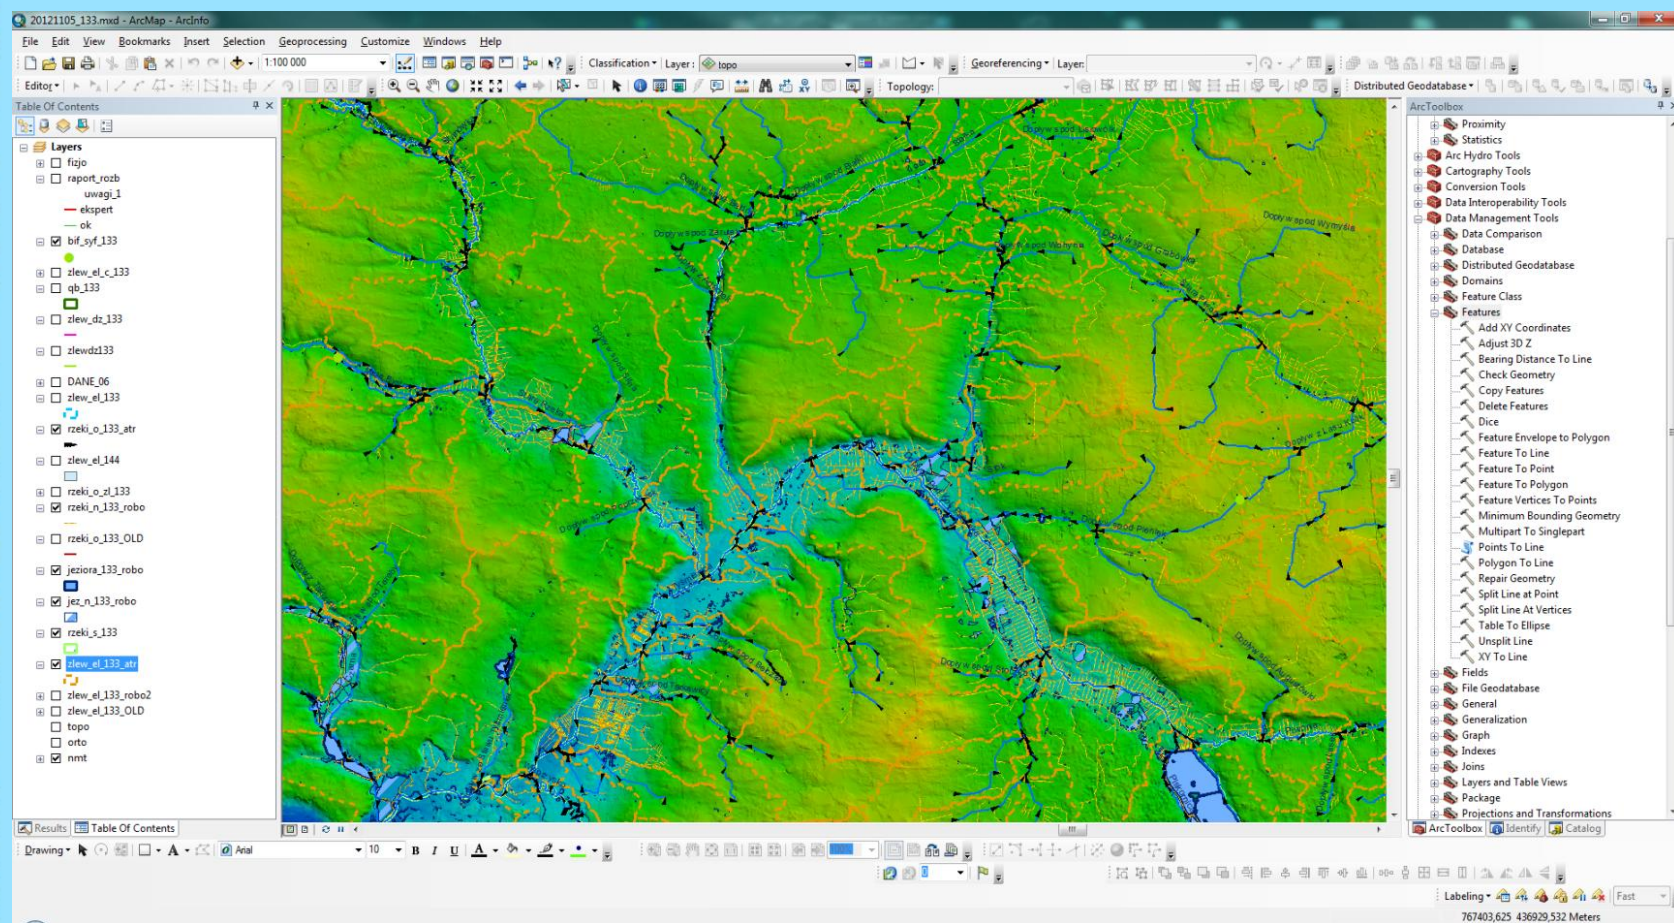 20121105_133.mxd - ArcMap - ArcInfo
File Edit View Bookmarks Insert Selection Geoprocessing Customize Windows Help
1:100 000
Classification Layer: topo
Georeferencing Layer:
Editor
Topology:
Distributed Geodatabase
Table Of Contents
Layers
fizjo
raport_rozb
uwagi_1
ekspert
ok
bif_syf_133
zlew_el_c_133
qb_133
zlew_dz_133
zlewdz133
DANE_06
zlew_el_133
rzeki_o_133_atr
zlew_el_144
rzeki_o_zl_133
rzeki_n_133_robo
rzeki_o_133_OLD
jeziora_133_robo
jez_n_133_robo
rzeki_s_133
zlew_el_133_atr
zlew_el_133_robo2
zlew_el_133_OLD
topo
orto
nmt
Results Table Of Contents
Dopływ spod Wymyśla
Dopływ spod Wohynia
ArcToolbox
Proximity
Statistics
Arc Hydro Tools
Cartography Tools
Conversion Tools
Data Interoperability Tools
Data Management Tools
Data Comparison
Database
Distributed Geodatabase
Domains
Feature Class
Features
Add XY Coordinates
Adjust 3D Z
Bearing Distance To Line
Check Geometry
Copy Features
Delete Features
Dice
Feature Envelope to Polygon
Feature To Line
Feature To Point
Feature To Polygon
Feature Vertices To Points
Minimum Bounding Geometry
Multipart To Singlepart
Points To Line
Polygon To Line
Repair Geometry
Split Line at Point
Split Line At Vertices
Table To Ellipse
Unsplit Line
XY To Line
Fields
File Geodatabase
General
Generalization
Graph
Indexes
Joins
Layers and Table Views
Package
Projections and Transformations
ArcToolbox Identify Catalog
Drawing A Arial 10 B I U A
100%
0
Labeling Fast
767403,625 436929,532 Meters